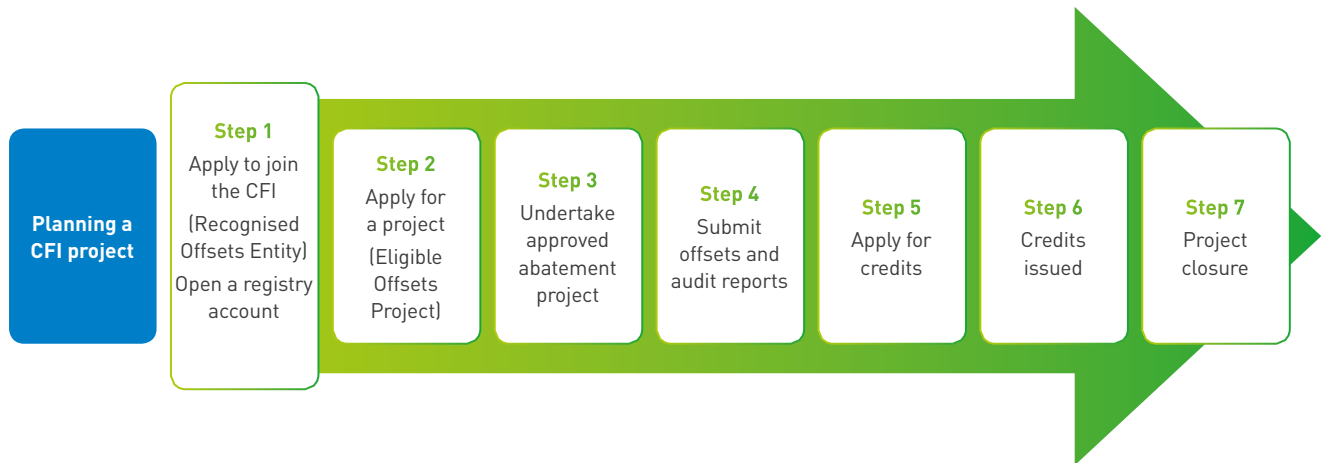 Planning a
CFI project
Step 1
Apply to join
the CFI
(Recognised
Offsets Entity)
Open a registry
account
Step 2
Apply for
a project
(Eligible
Offsets
Project)
Step 3
Undertake
approved
abatement
project
Step 4
Submit
offsets and
audit reports
Step 5
Apply for
credits
Step 6
Credits
issued
Step 7
Project
closure